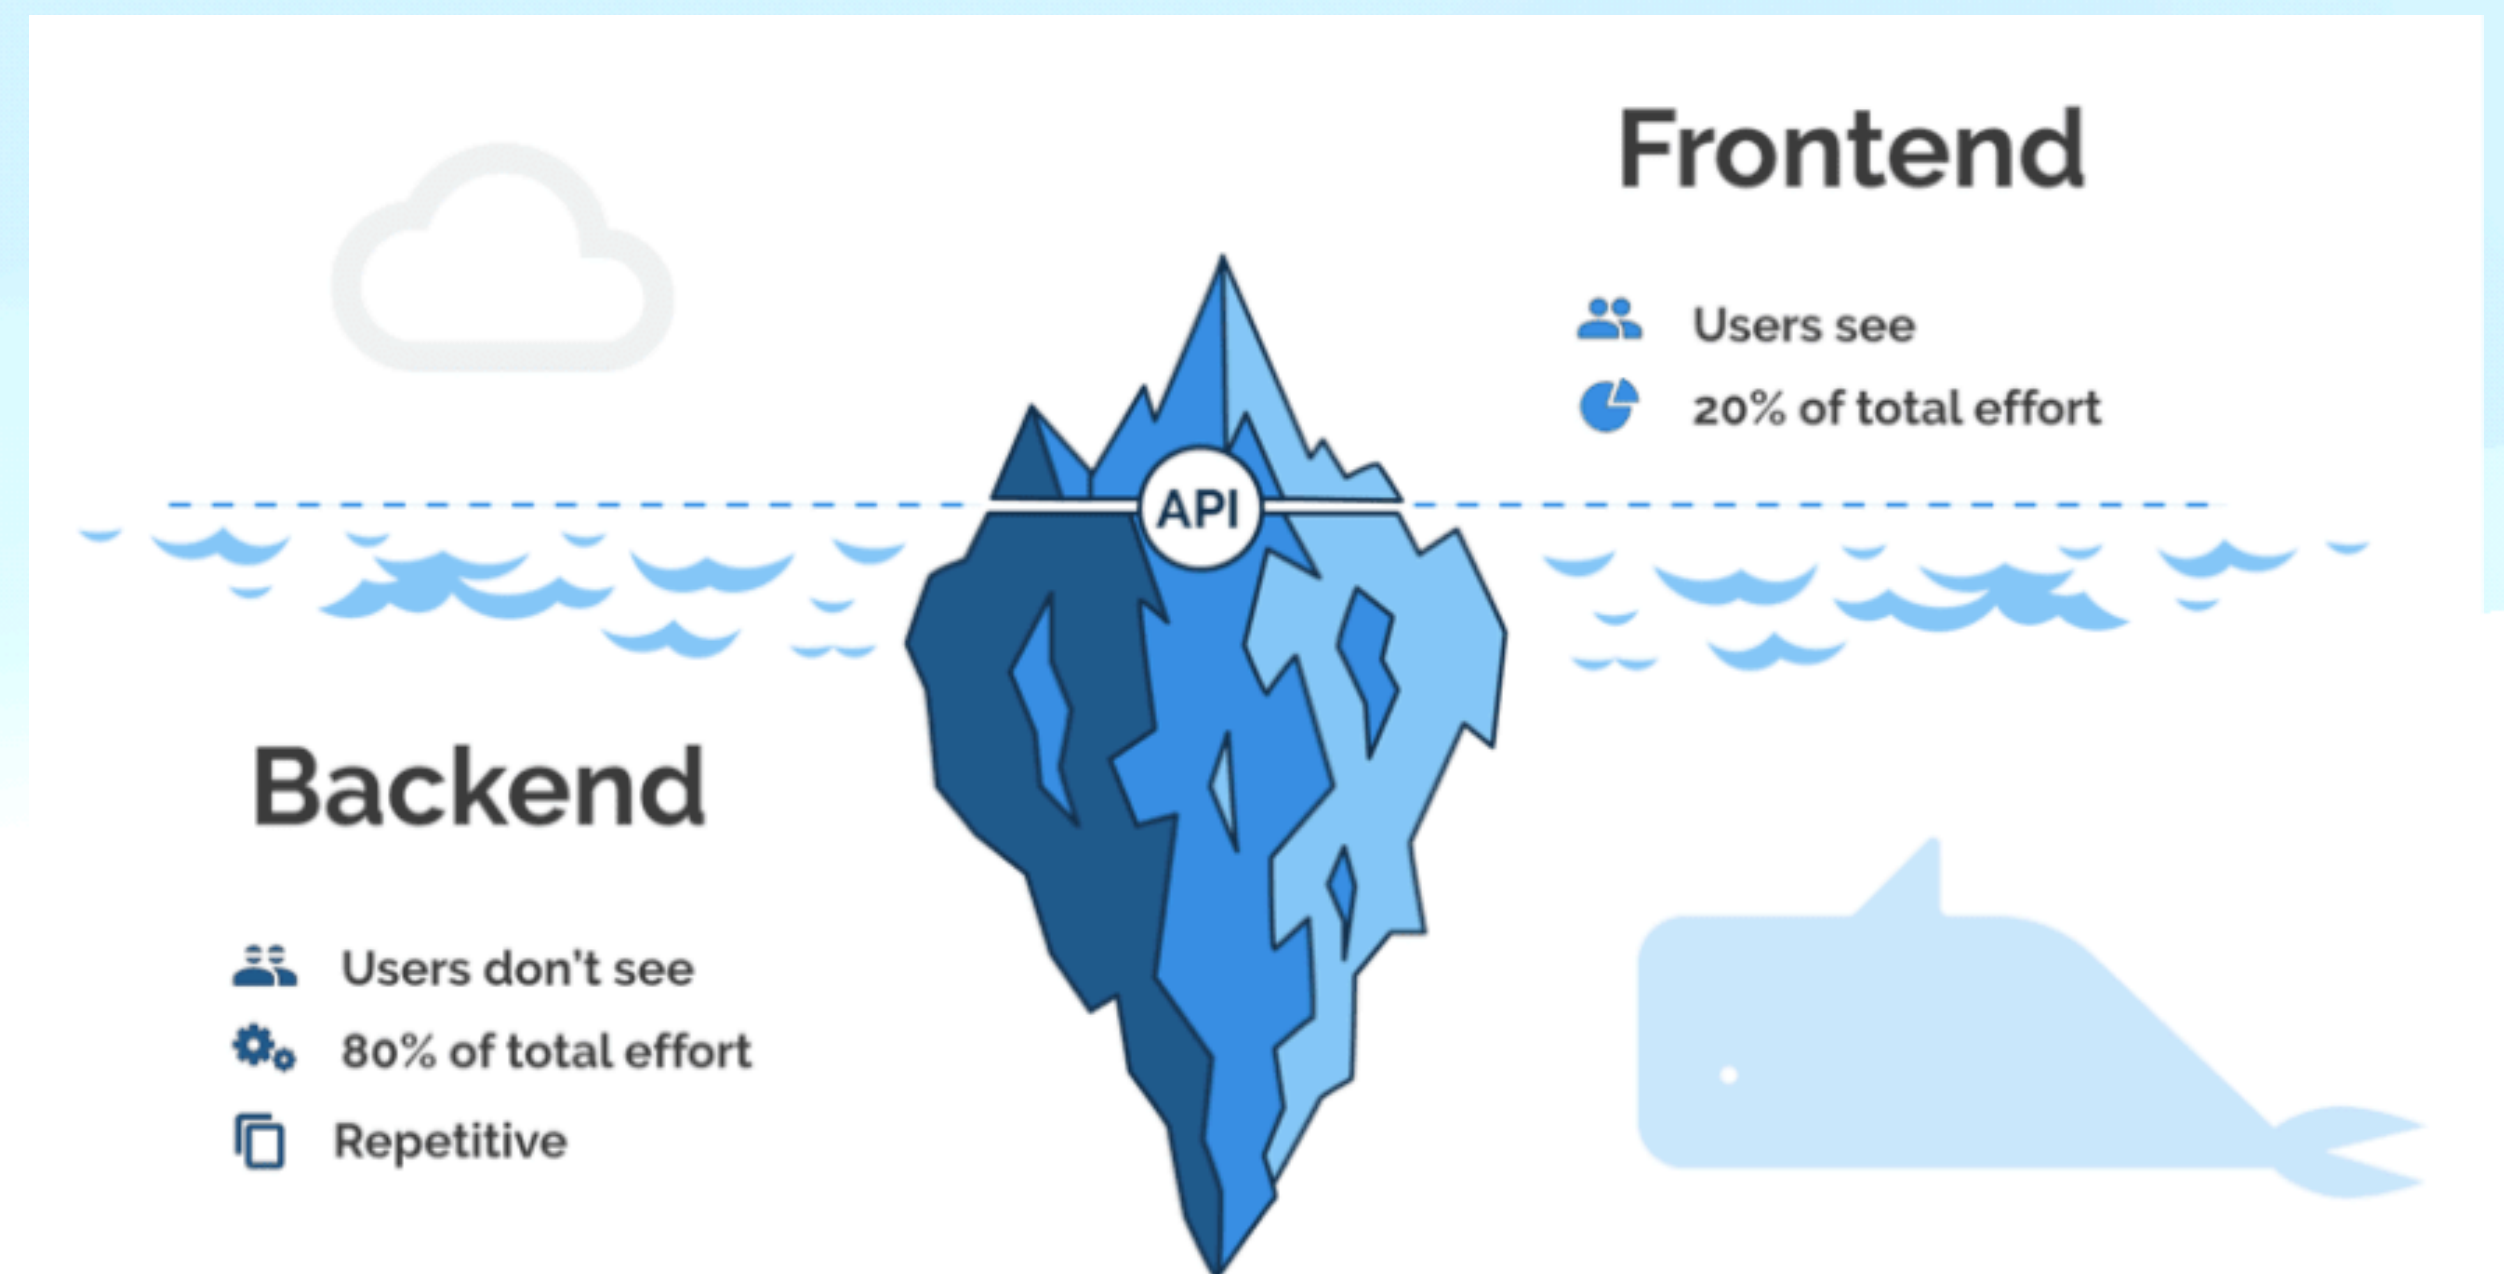 Frontend
Users see
20% of total effort
API
Backend
Users don't see
80% of total effort
Repetitive